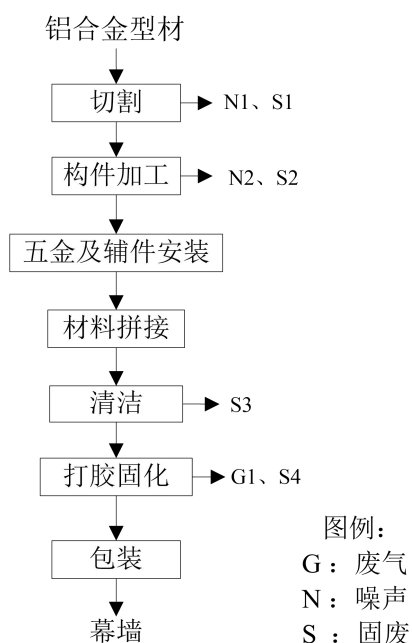 铝合金型材
切割
N1、S1
构件加工
N2、S2
五金及辅件安装
材料拼接
清洁
S3
打胶固化
G1、S4
包装
幕墙
图例：
G：废气
N：噪声
S：固废